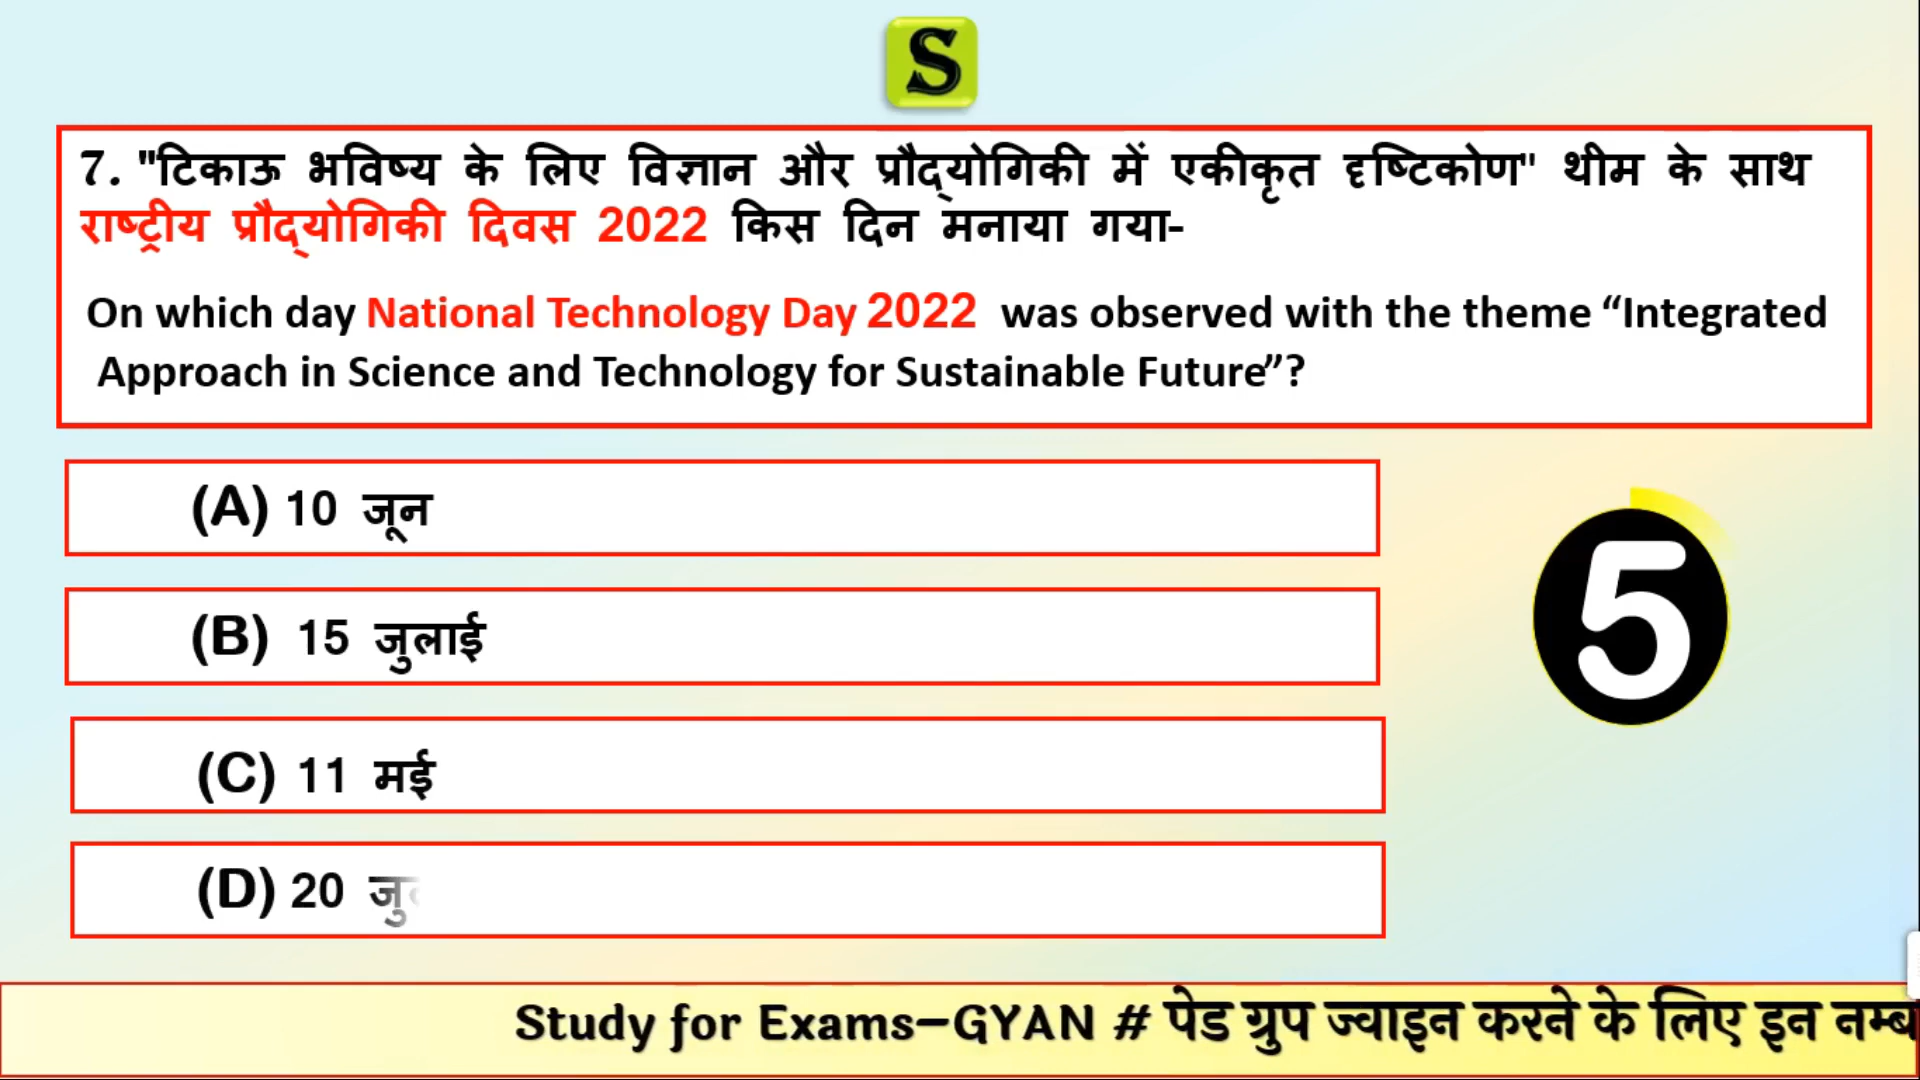 S
7. "टिकाऊ भविष्य के लिए विज्ञान और प्रौद्योगिकी में एकीकृत दृष्टिकोण" थीम के साथ
राष्ट्रीय प्रौद्योगिकी दिवस 2022 किस दिन मनाया गया-
On which day National Technology Day 2022 was observed with the theme “Integrated
Approach in Science and Technology for Sustainable Future”?
(A) 10 जून
(B) 15 जुलाई
5
(C) 11 मई
(D) 20
Study for Exams–GYAN # पेड ग्रुप ज्वाइन करने के लिए इन